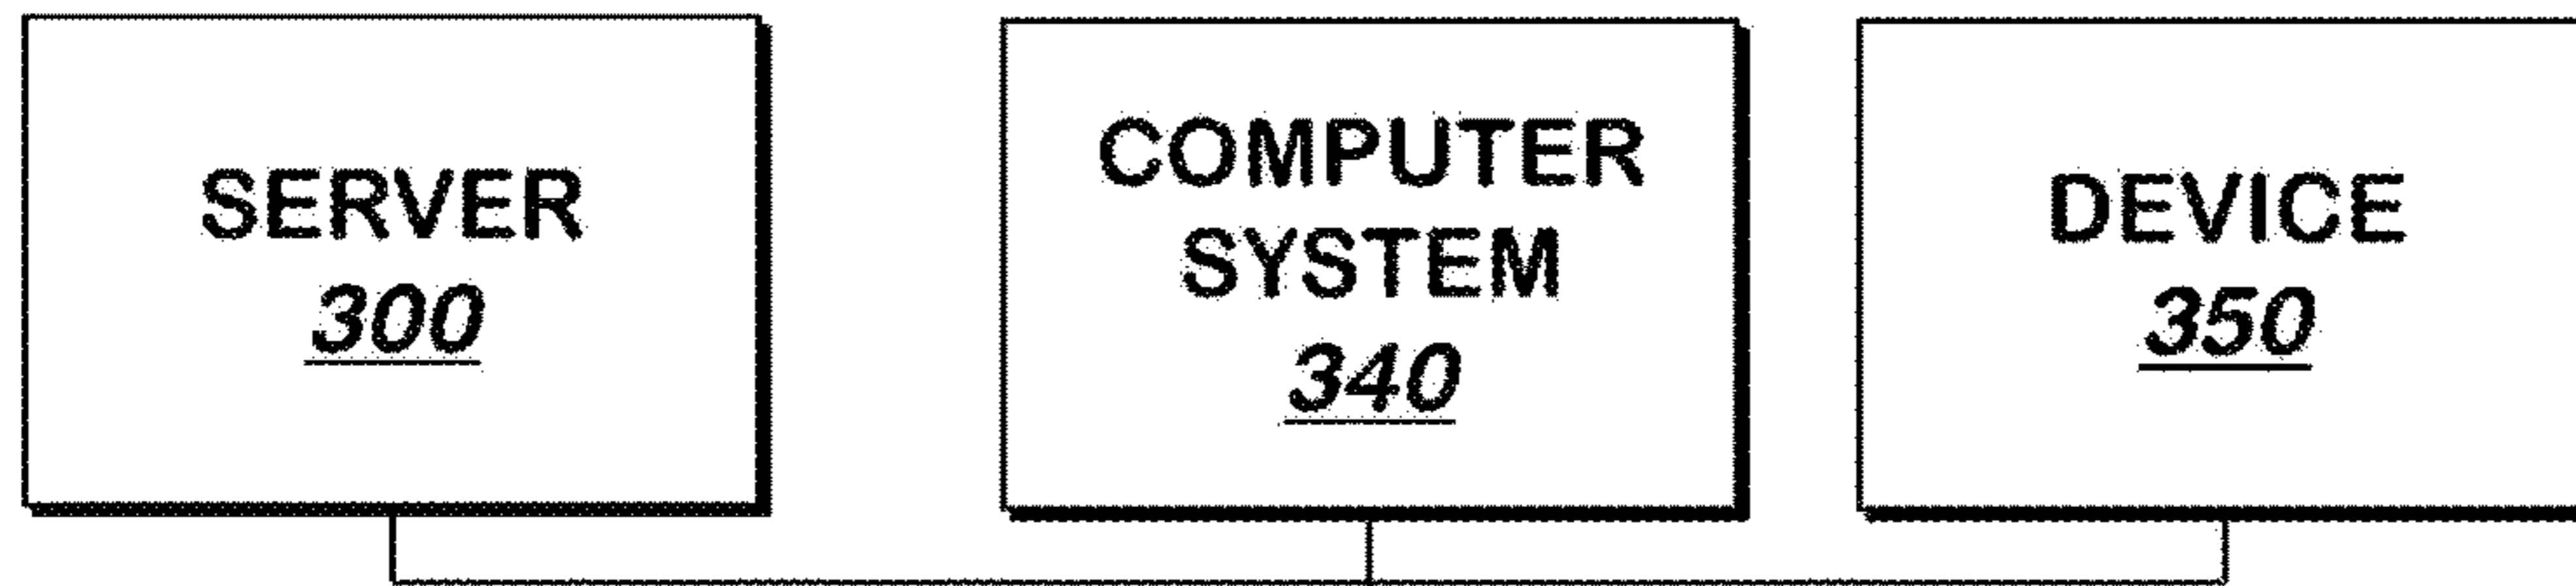 SERVER
300
COMPUTER
SYSTEM
340
DEVICE
350